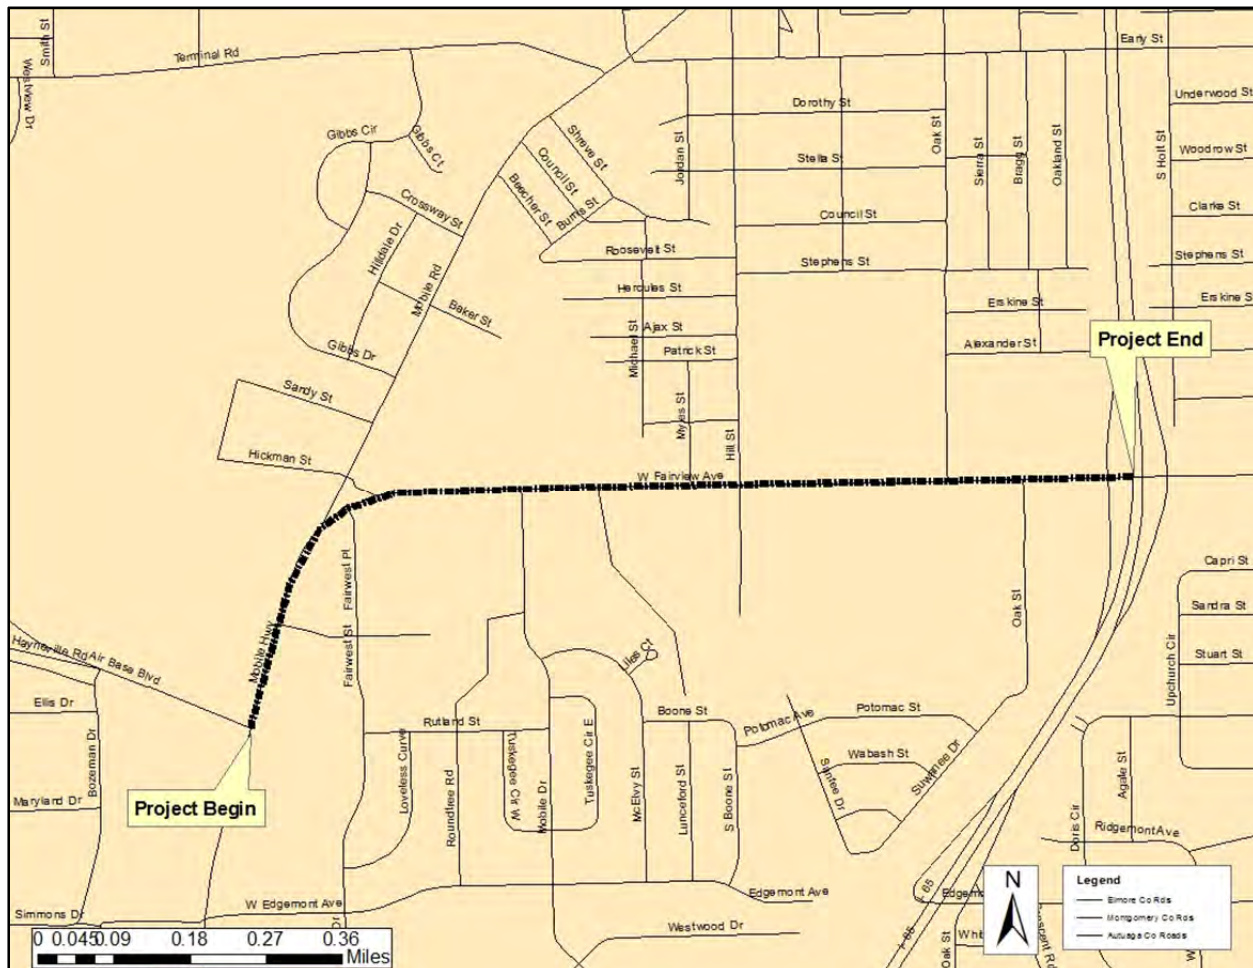 Smith St
Westview Dr
Terminal Rd
Early St
Underwood St
Dorothy St
Oak St
S Holt St
Gibbs Cir
Gibbs Ct
Shreve St
Jordan St
Stella St
Sierra St
Bragg St
Oakland St
Woodrow St
Council St
Beecher St
Burns St
Crossway St
Council St
Clarke St
Hilldale Dr
Roosevelt St
Stephens St
Stephens St
Mobile Rd
Hercules St
Erskine St
Erskine S
Baker St
Ajax St
Michael St
Patrick St
Alexander St
Project End
Gibbs Dr
Sandy St
Myles St
Hill St
Hickman St
W Fairview Ave
Fairwest Pl
Capri St
Sandra St
Oak St
Mobile Hwy
Fairwest St
Stuart St
Upchurch Cir
Hayneville Rd
Air Base Blvd
Ellis Dr
Bozeman Dr
Rutland St
Boone St
Potomac Ave
Potomac St
Tuskegee Cir E
Tuskegee Cir W
Loveless Curve
Wabash St
Suwanee Dr
Santee Dr
Agate St
Project Begin
Maryland Dr
Roundtree Rd
Mobile Dr
McElvy St
Lunceford St
S Boone St
Doris Cir
Ridgemont Ave
W Edgemont Ave
Edgemont Ave
I- 65
Simmons Dr
Dr
Westwood Dr
I- 65
Oak St
N
Legend
Elmore Co Rds
Montgomery Co Rds
Autuaga Co Roads
0 0.045 0.09 0.18 0.27 0.36
Miles